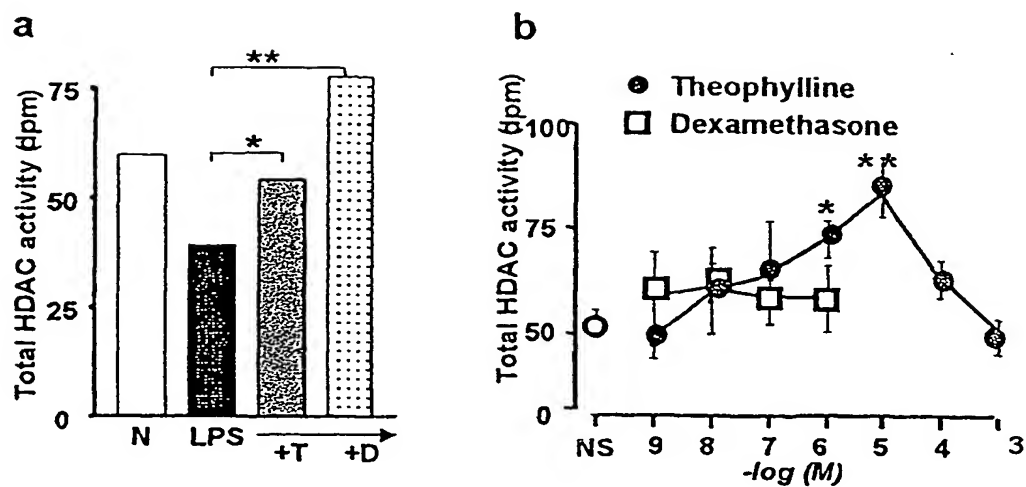 a
Total HDAC activity (dpm)
75
50
25
0
**
*
N LPS +T +D
b
Total HDAC activity (dpm)
100
75
50
0
Theophylline
Dexamethasone
**
*
NS 9 8 7 6 5 4 3
-log (M)